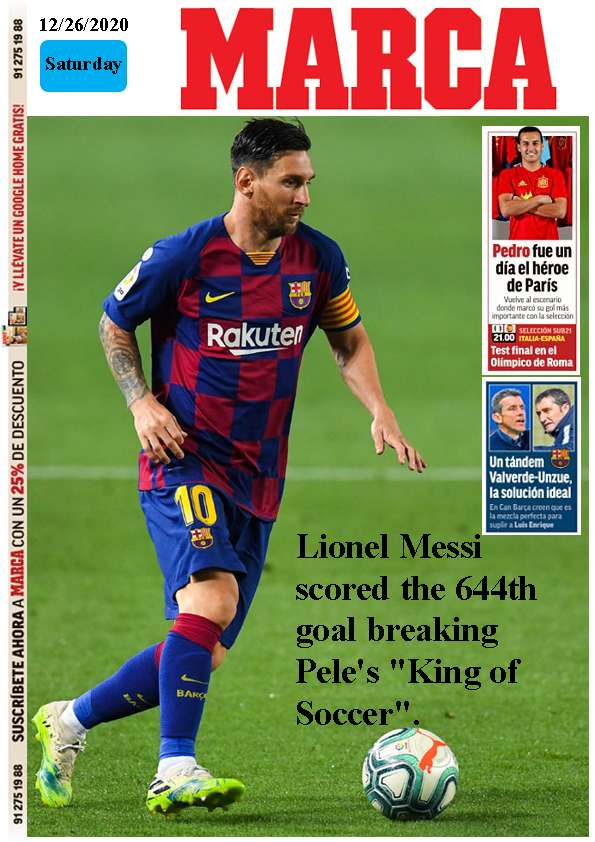 12/26/2020
Saturday
MARCA
91 275 19 88
¡Y LLÉVATE UN GOOGLE HOME GRATIS!
SUSCRÍBETE AHORA A MARCA CON UN 25% DE DESCUENTO
91 275 19 88
Pedro fue un
día el héroe
de París
Vuelve al escenario
donde marcó su gol más
importante con la selección
21.00
SELECCIÓN SUB21
ITALIA-ESPAÑA
Test final en el
Olímpico de Roma
Un tándem
Valverde-Unzue,
la solución ideal
En Can Barça creen que es
la mezcla perfecta para
suplir a Luis Enrique
Rakuten
10
BARÇA
Lionel Messi
scored the 644th
goal breaking
Pele's "King of
Soccer".